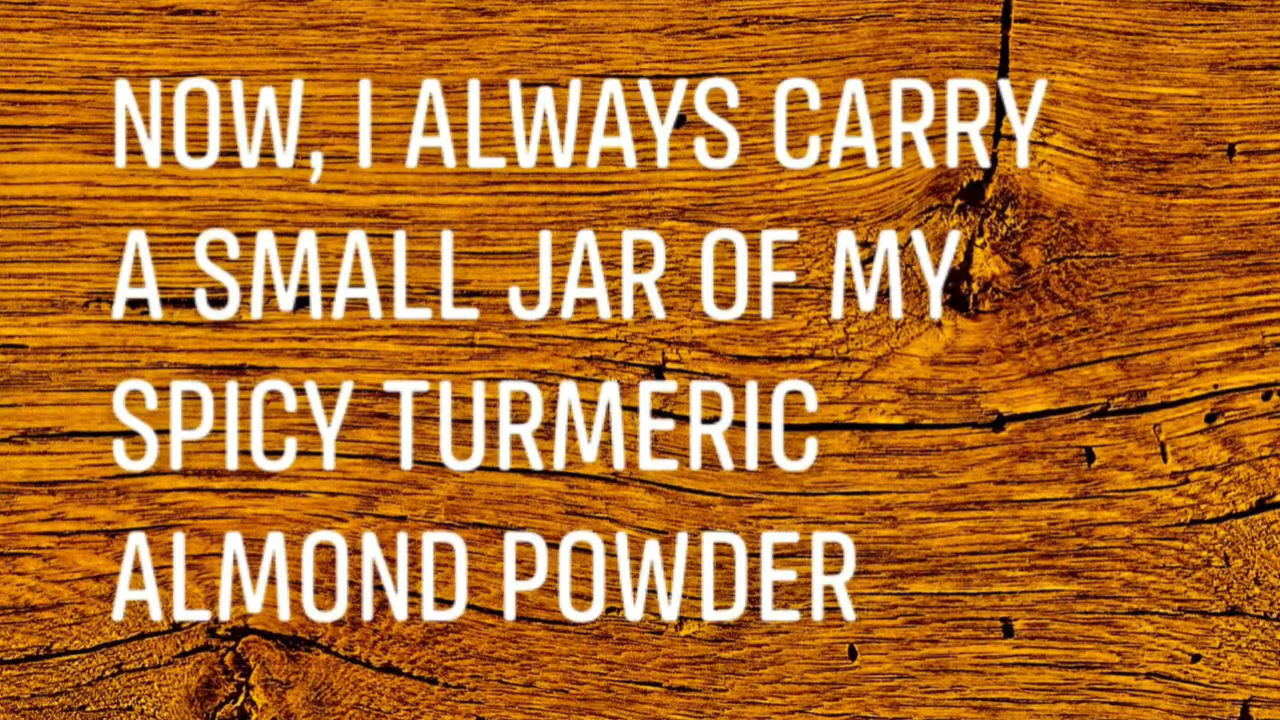 NOW, I ALWAYS CARRY
A SMALL JAR OF MY
SPICY TURMERIC
ALMOND POWDER